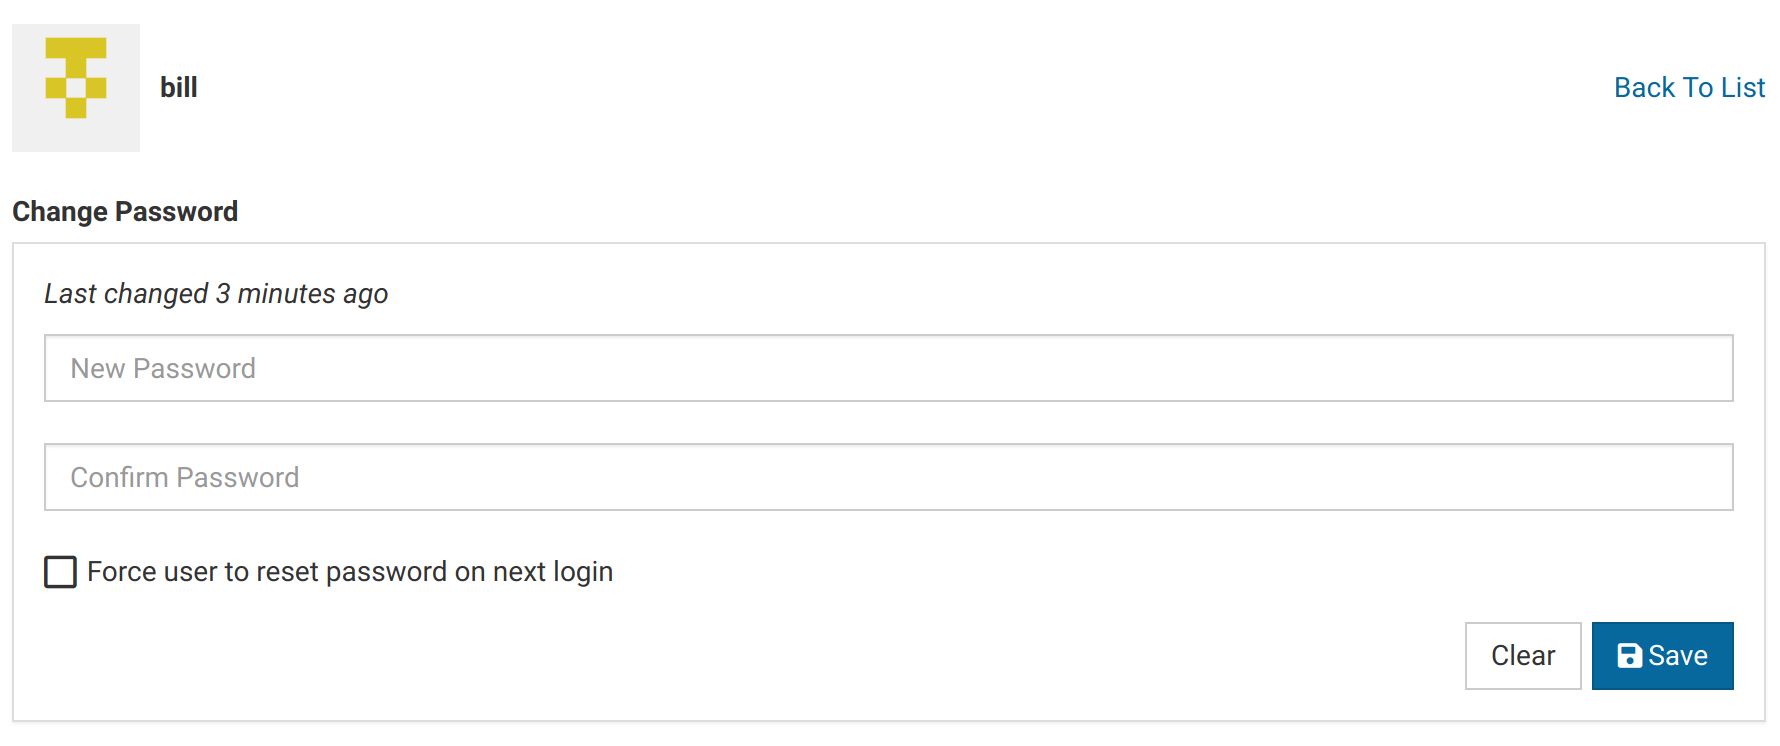 bill
Back To List
Change Password
Last changed 3 minutes ago
New Password
Confirm Password
Force user to reset password on next login
Clear
Save